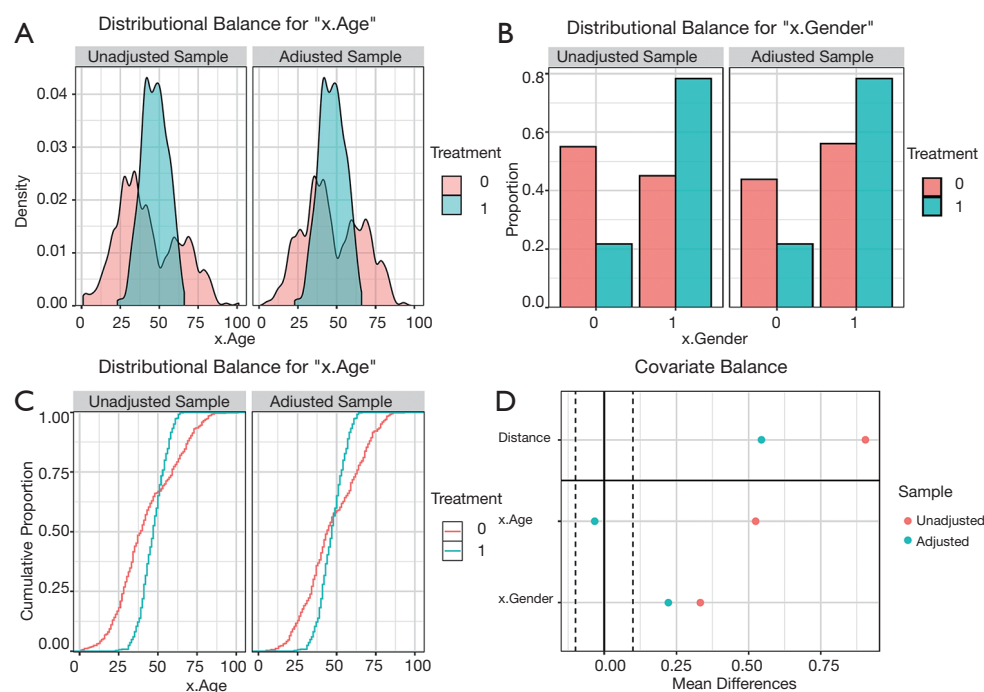 A
Distributional Balance for "x.Age"
Unadjusted Sample
Adiusted Sample
0.04
0.03
0.02
0.01
0.00
Density
0 25 50 75 100
0 25 50 75 100
x.Age
Treatment
0
1
B
Distributional Balance for "x.Gender"
Unadjusted Sample
Adiusted Sample
0.8
0.6
0.4
0.2
0.0
Proportion
0 1
0 1
x.Gender
Treatment
0
1
C
Distributional Balance for "x.Age"
Unadjusted Sample
Adiusted Sample
1.00
0.75
0.50
0.25
0.00
Cumulative Proportion
0 25 50 75 100
0 25 50 75 100
x.Age
Treatment
0
1
D
Covariate Balance
Distance
x.Age
x.Gender
0.00 0.25 0.50 0.75
Mean Differences
Sample
Unadjusted
Adjusted